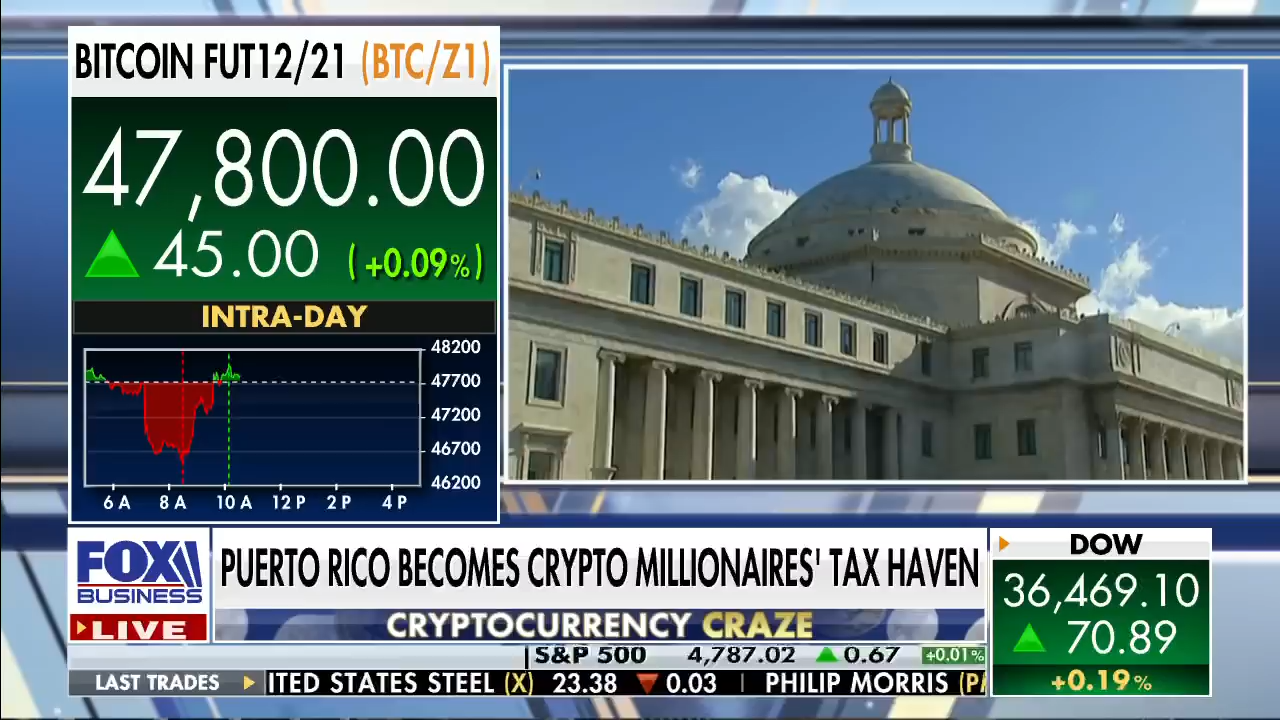 BITCOIN FUT12/21 (BTC/Z1)
47,800.00
45.00 (+0.09%)
INTRA-DAY
48200
47700
47200
46700
46200
6 A 8 A 10 A 12 P 2 P 4 P
FOX
BUSINESS
LIVE
PUERTO RICO BECOMES CRYPTO MILLIONAIRES' TAX HAVEN
CRYPTOCURRENCY CRAZE
DOW
36,469.10
70.89
+0.19%
S&P 500 4,787.02 0.67 +0.01%
LAST TRADES ITED STATES STEEL (X) 23.38 0.03 PHILIP MORRIS (P